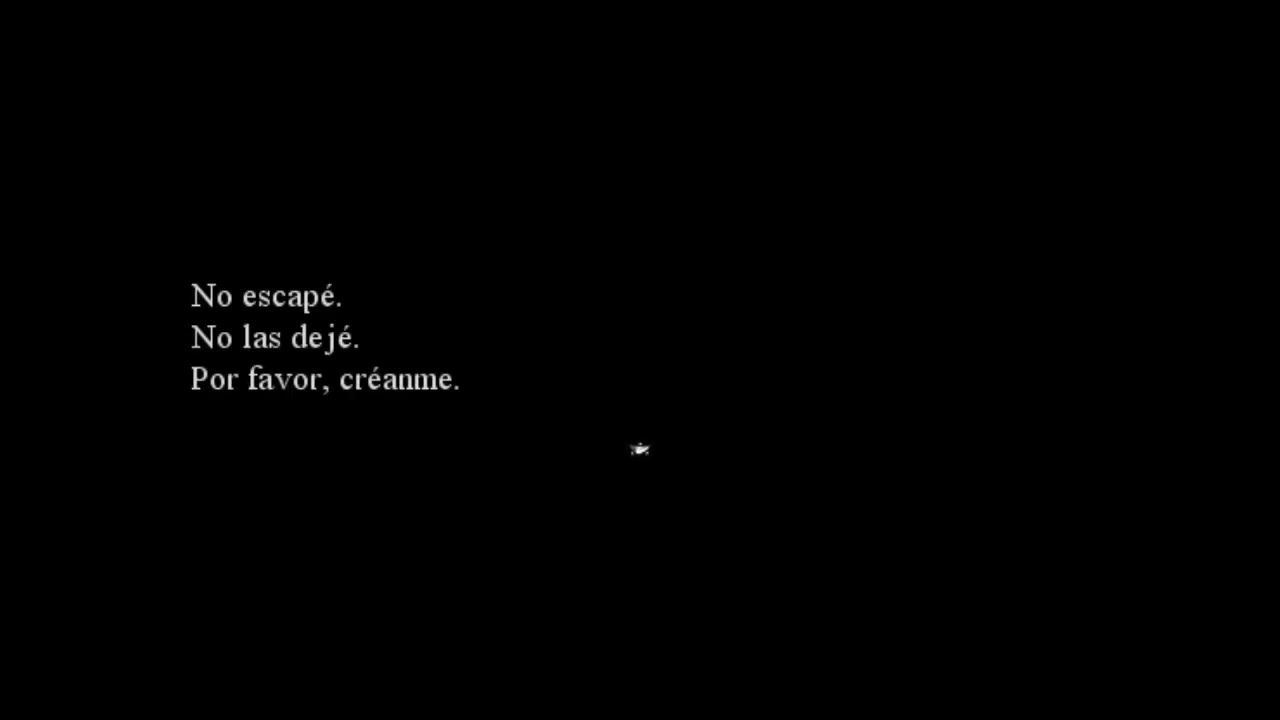 No escapé.
No las dejé.
Por favor, créanme.